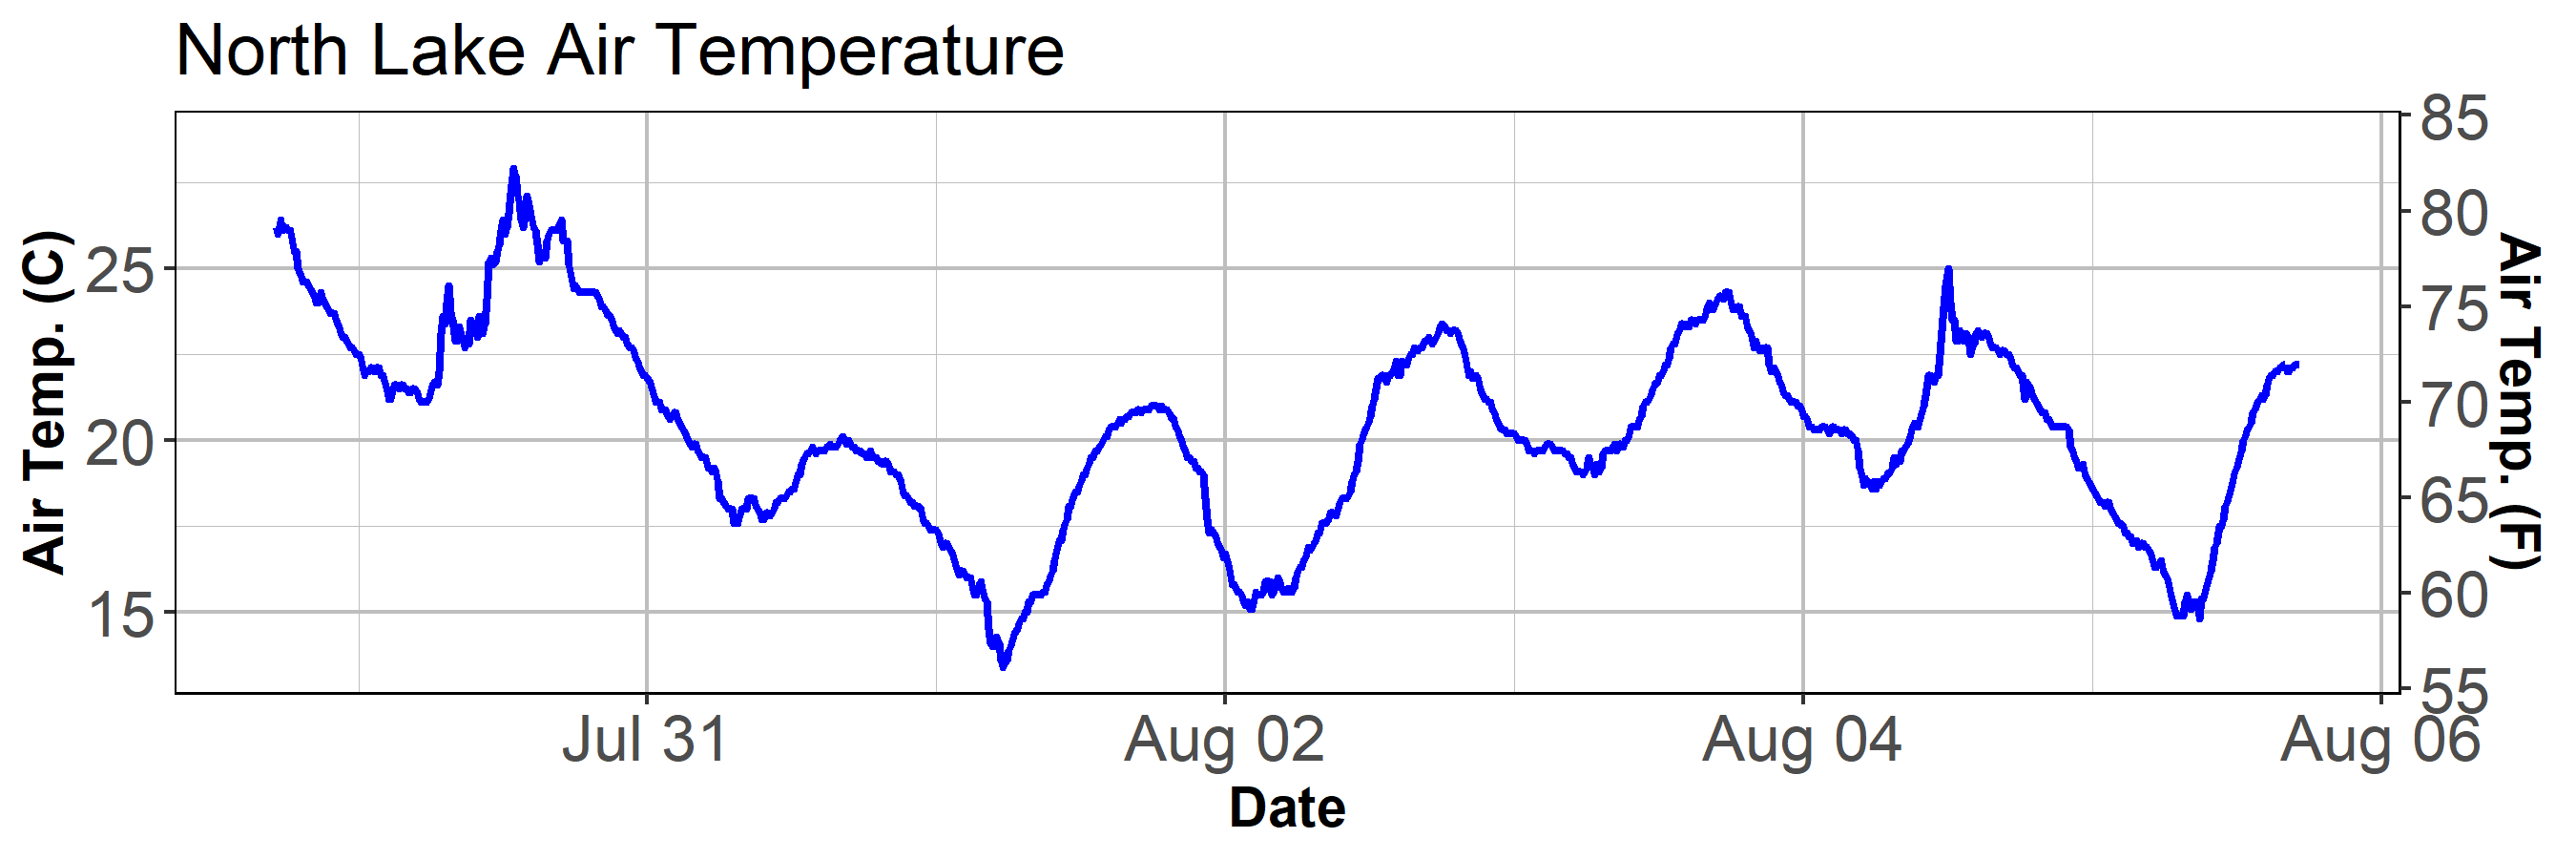 North Lake Air Temperature
Air Temp. (C)
25
20
15
85
80
75
70
65
60
55
Air Temp. (F)
Jul 31 Aug 02 Aug 04 Aug 06
Date